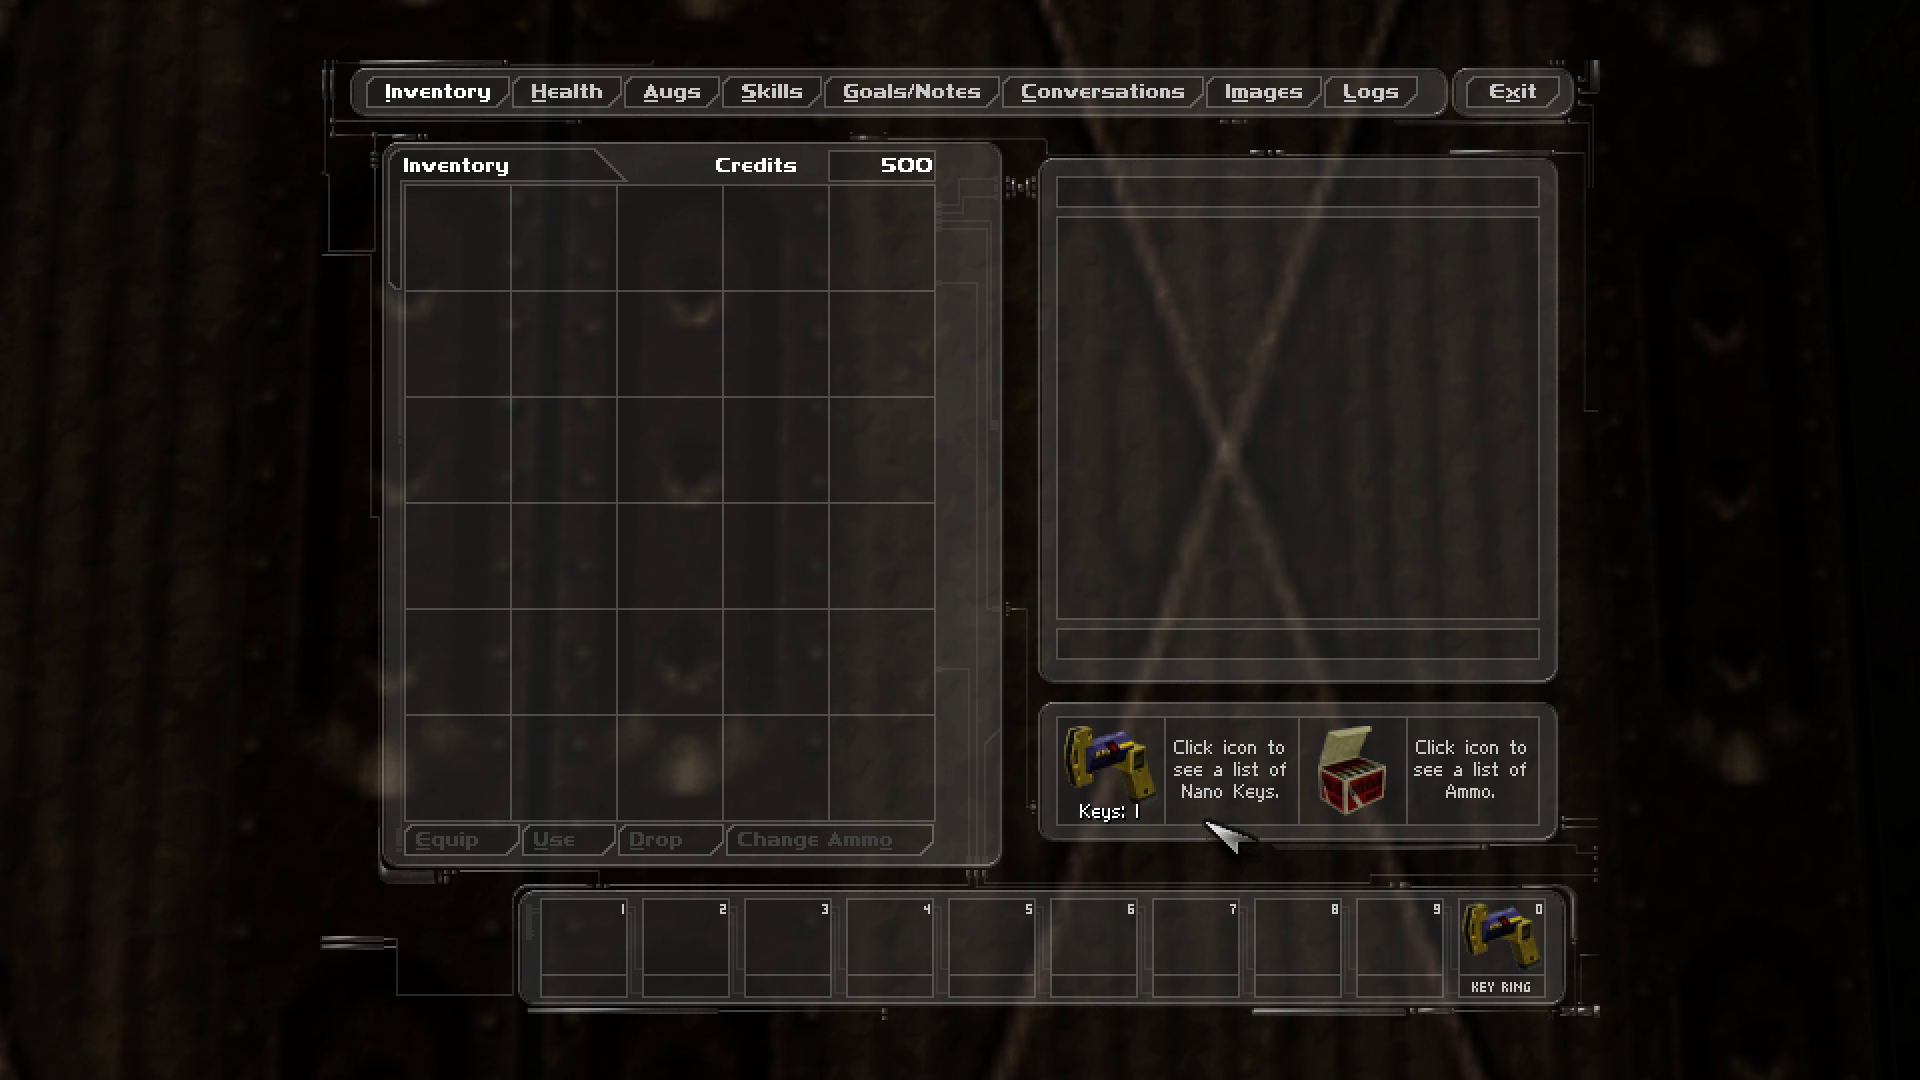 Inventory Health Augs Skills Goals/Notes Conversations Images Logs Exit
Inventory Credits 500
Click icon to
see a list of
Nano Keys.
Keys: 1
Click icon to
see a list of
Ammo.
Equip Use Drop Change Ammo
1 2 3 4 5 6 7 8 9 0
KEY RING